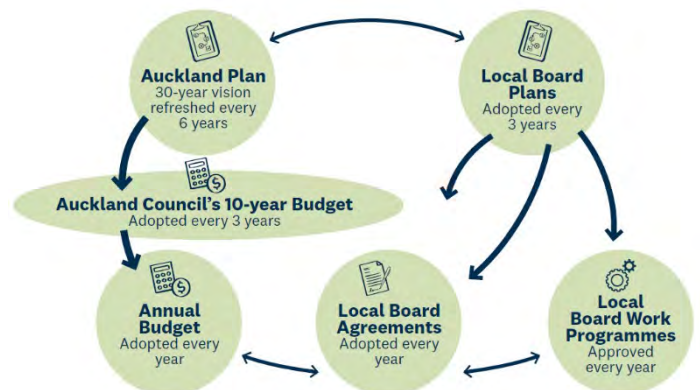 Auckland Plan
30-year vision
refreshed every
6 years
Local Board
Plans
Adopted every
3 years
Auckland Council's 10-year Budget
Adopted every 3 years
Annual
Budget
Adopted every
year
Local Board
Agreements
Adopted every
year
Local
Board Work
Programmes
Approved
every year